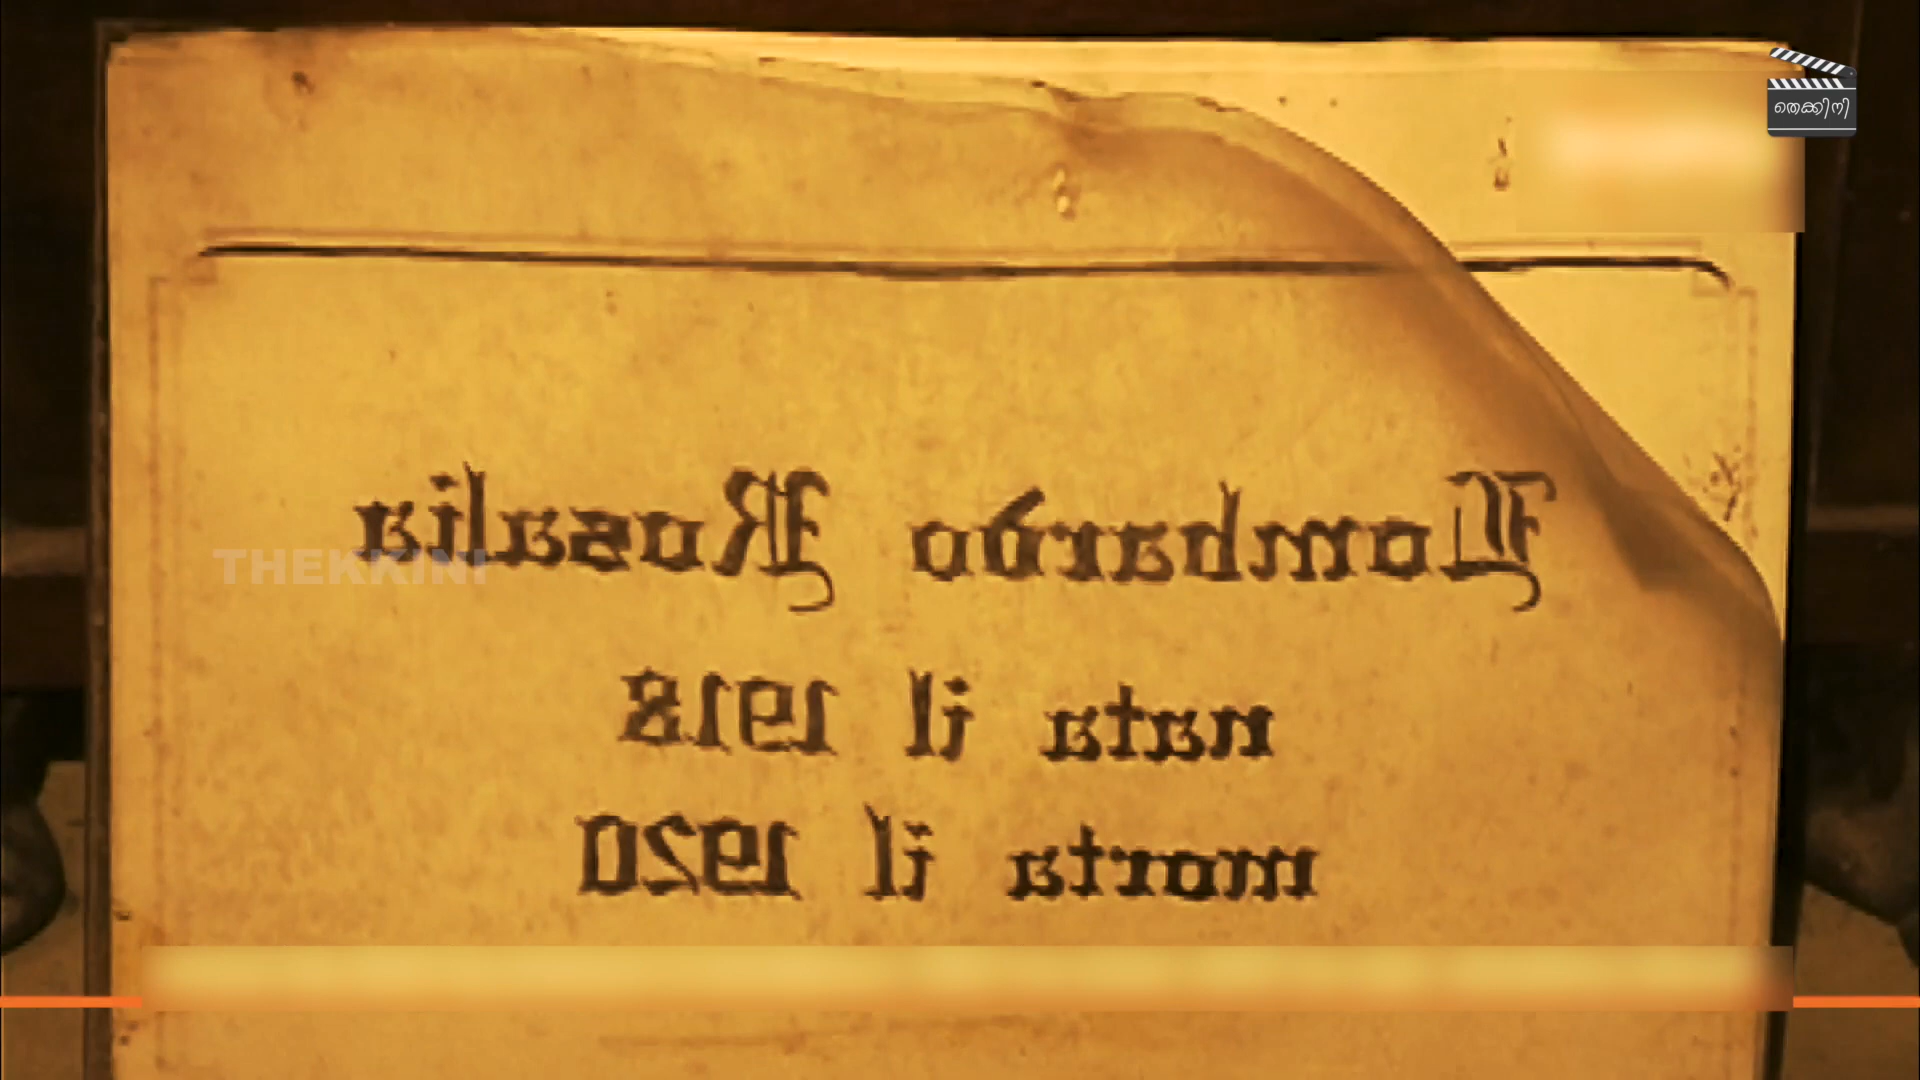 തെക്കിനി
Lombardo Rosalia
THEKKINI
nata il 1918
morta il 1920